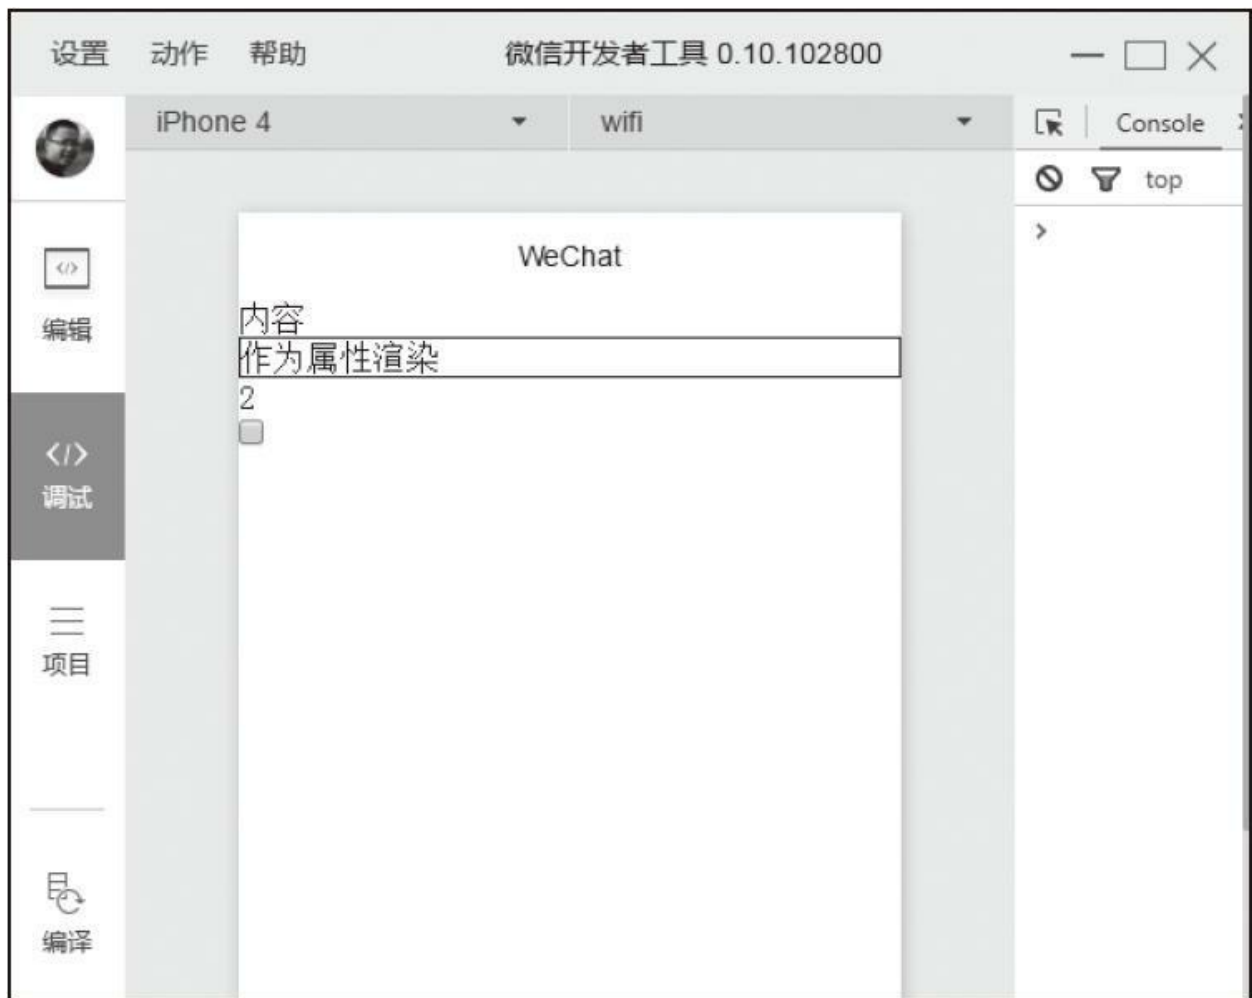 设置 动作 帮助 微信开发者工具 0.10.102800
iPhone 4 wifi Console
top
WeChat
编辑
内容
作为属性渲染
2
</>
调试
项目
编译